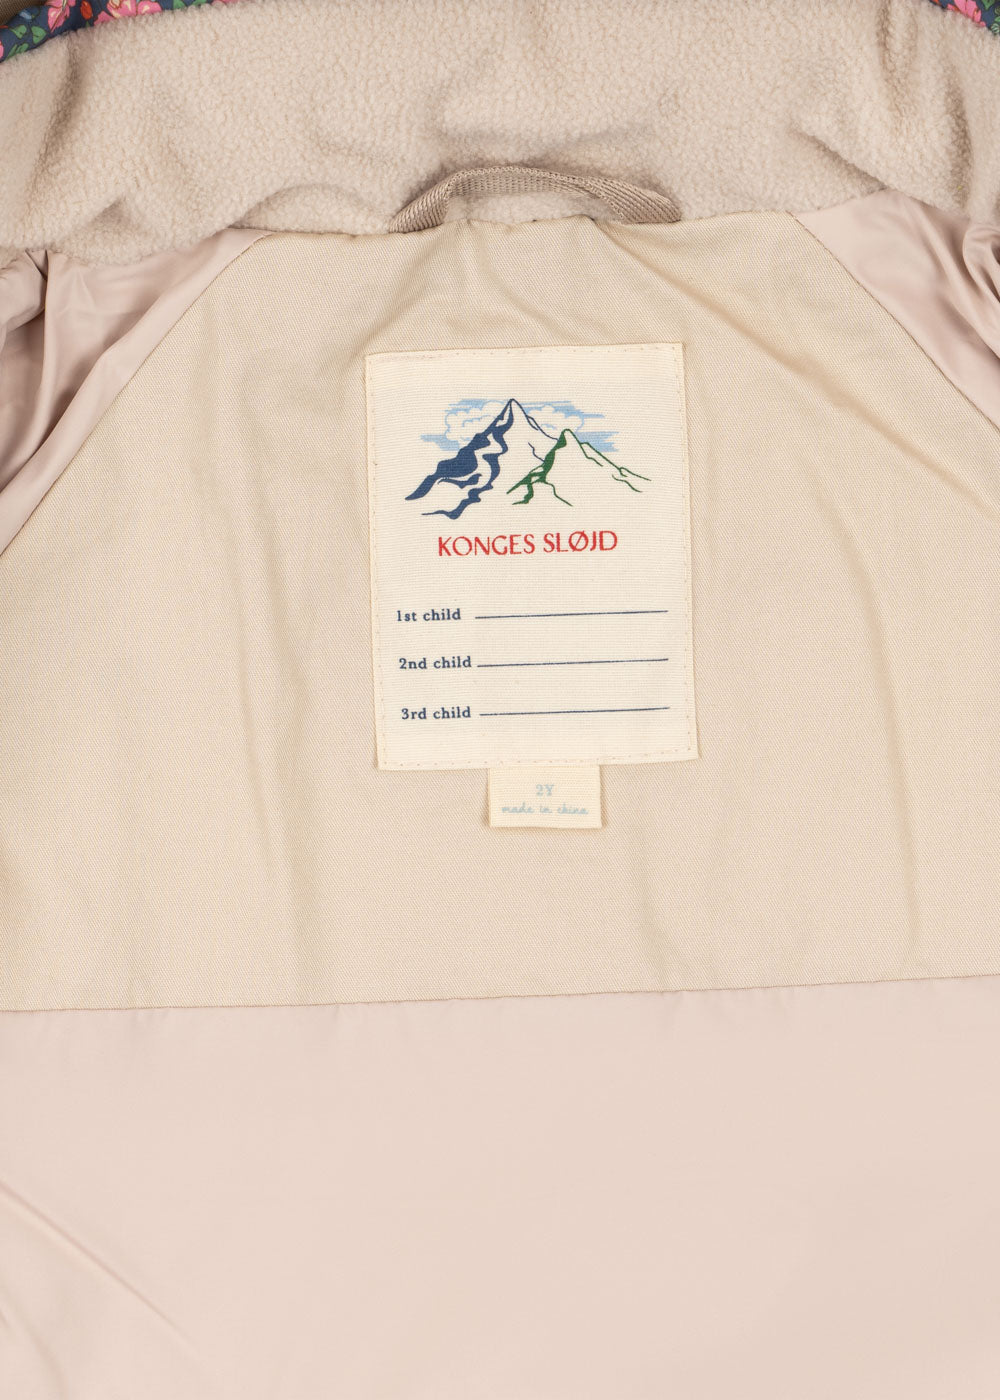 KONGES SLØJD
1st child
2nd child
3rd child
2Y
made in china